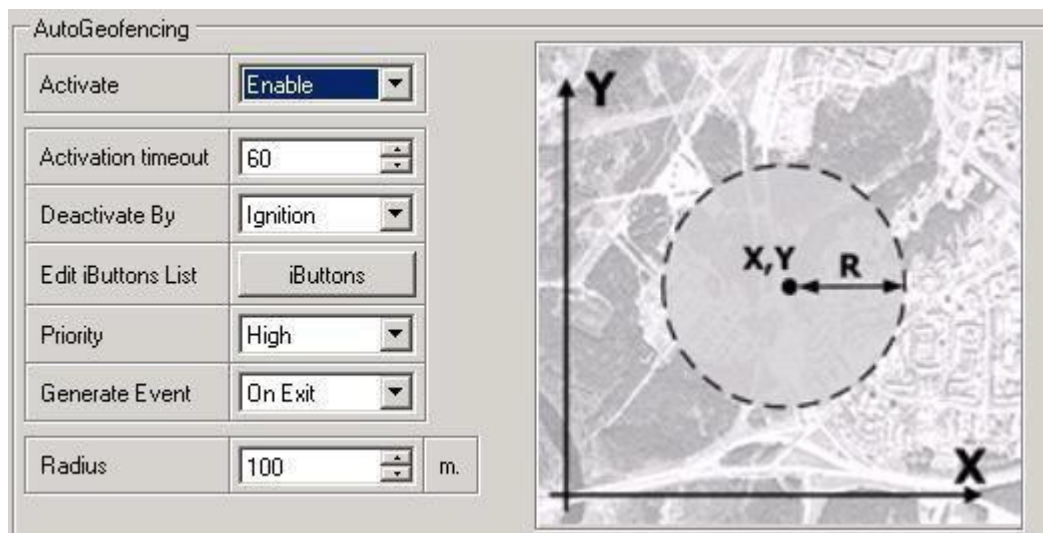 AutoGeofencing
Activate Enable
Activation timeout 60
Deactivate By Ignition
Edit iButtons List iButtons
Priority High
Generate Event On Exit
Radius 100 m.
Y
X,Y R
X